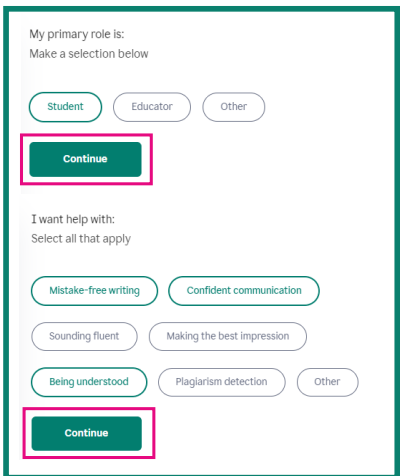 My primary role is:
Make a selection below
Student Educator Other
Continue
I want help with:
Select all that apply
Mistake-free writing Confident communication
Sounding fluent Making the best impression
Being understood Plagiarism detection Other
Continue